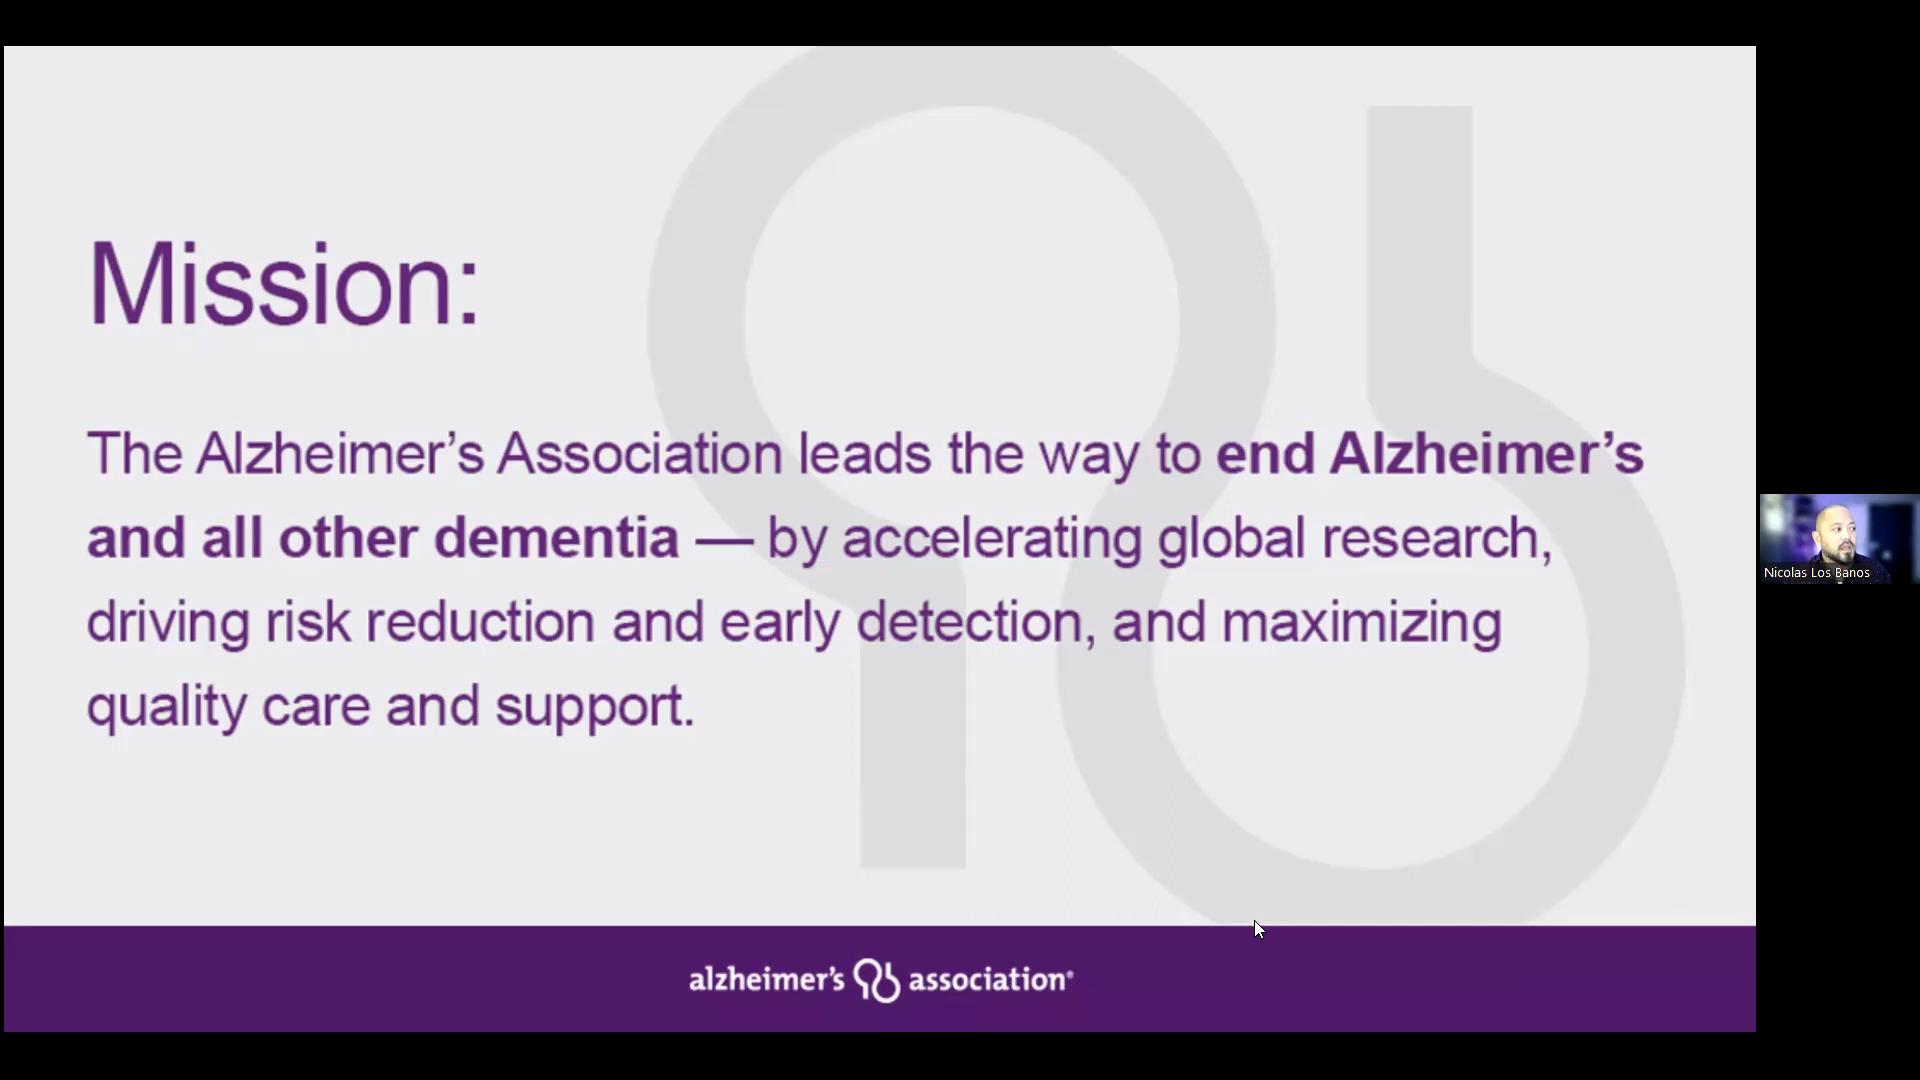 Mission:
The Alzheimer’s Association leads the way to end Alzheimer’s
and all other dementia — by accelerating global research,
driving risk reduction and early detection, and maximizing
quality care and support.
alzheimer’s association®
Nicolas Los Banos